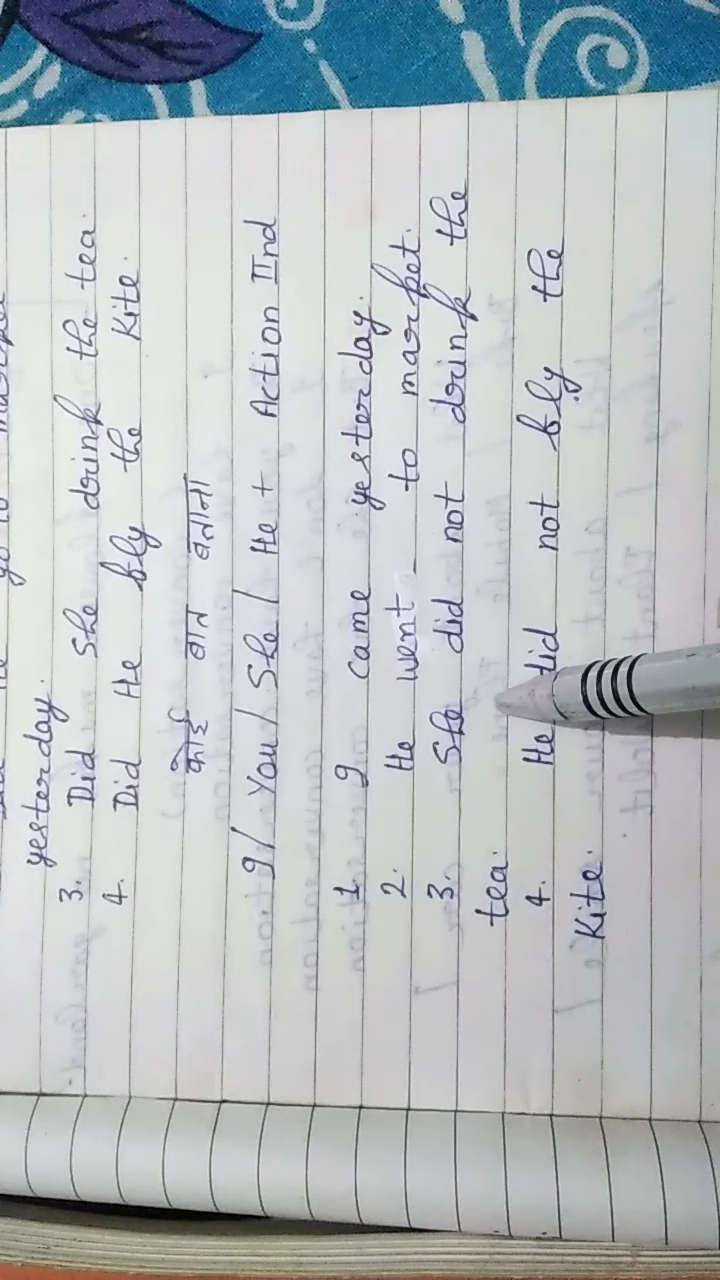 yesterday.
3. Did She drink the tea.
4. Did He fly the Kite.
कोई बात बताना
I/ You/ She/ He + Action IInd
1. I came yesterday.
2. He went to market.
3. She did not drink the
tea.
4. He did not fly the
Kite.